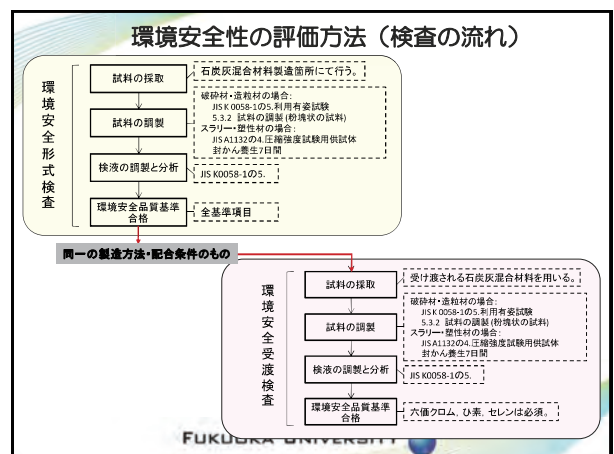 環境安全性の評価方法（検査の流れ）
環境安全形式検査
試料の採取
石炭灰混合材料製造箇所にて行う。
試料の調製
破砕材・造粒材の場合:
JIS K 0058-1の5.利用有姿試験
5.3.2 試料の調製(粉塊状の試料)
スラリー・塑性材の場合:
JIS A1132の4.圧縮強度試験用供試体
封かん養生7日間
検液の調製と分析
JIS K0058-1の5.
環境安全品質基準
合格
全基準項目
同一の製造方法・配合条件のもの
環境安全受渡検査
試料の採取
受け渡される石炭灰混合材料を用いる。
試料の調製
破砕材・造粒材の場合:
JIS K 0058-1の5.利用有姿試験
5.3.2 試料の調製(粉塊状の試料)
スラリー・塑性材の場合:
JIS A1132の4.圧縮強度試験用供試体
封かん養生7日間
検液の調製と分析
JIS K0058-1の5.
環境安全品質基準
合格
六価クロム，ひ素，セレンは必須。
FUKUOKA UNIVERSITY